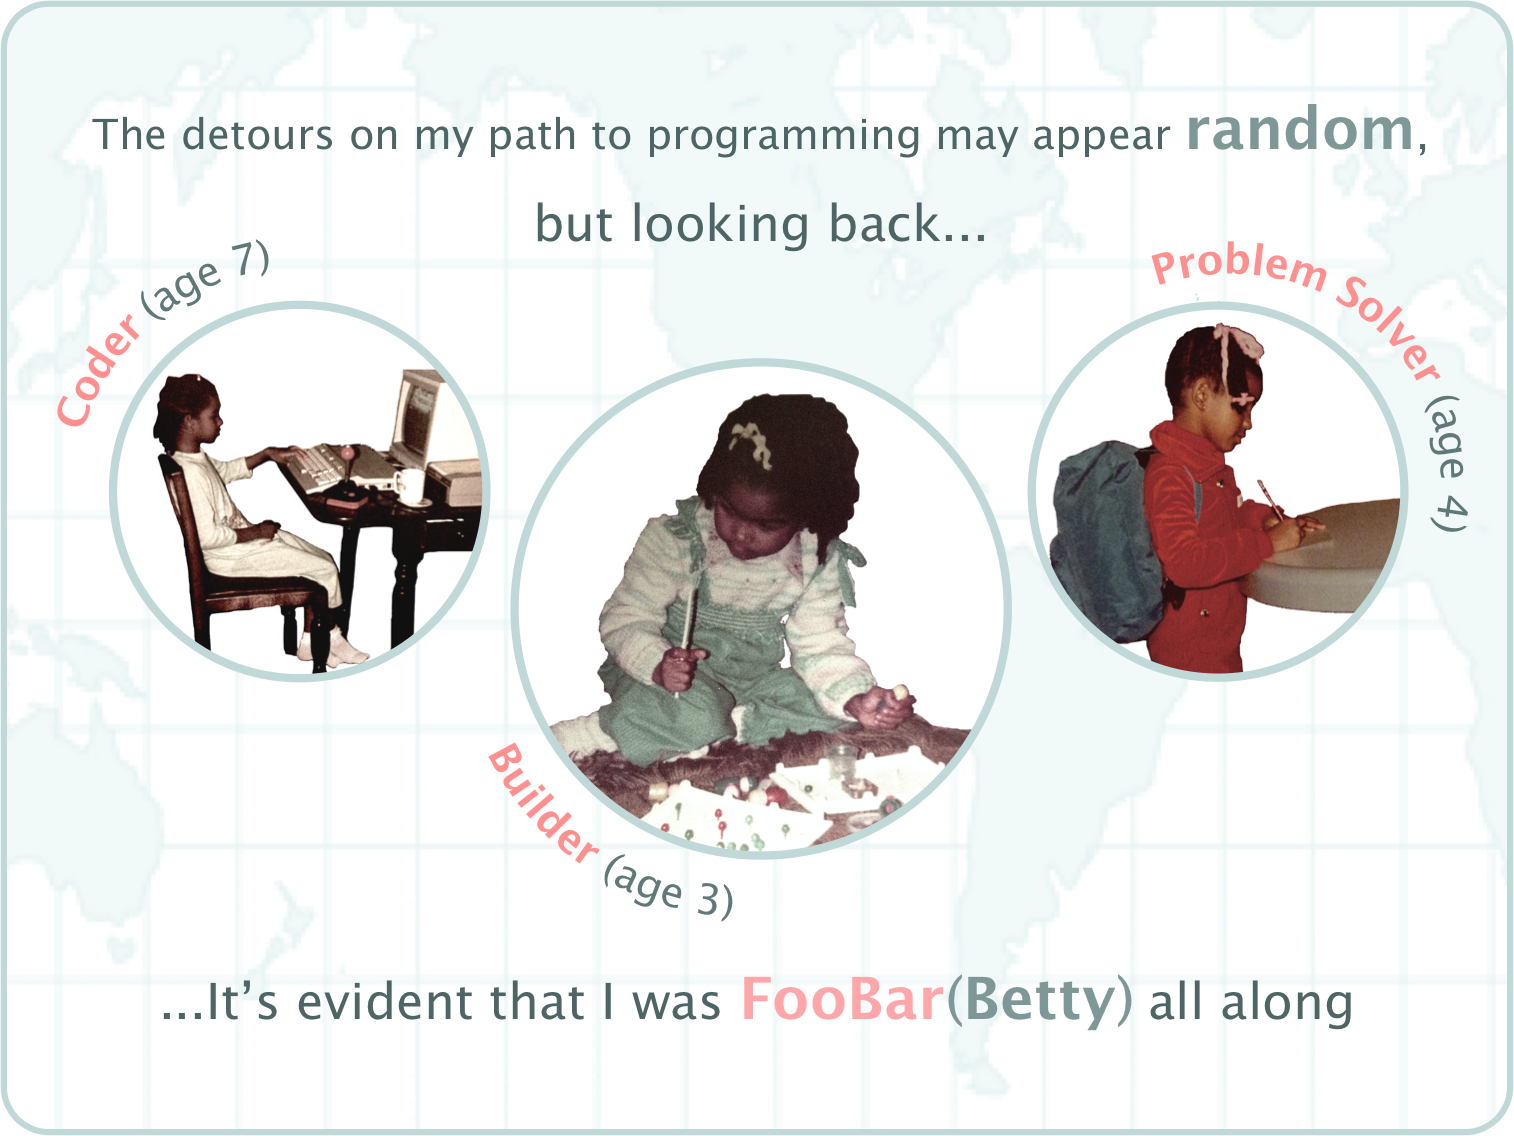 The detours on my path to programming may appear random,
but looking back...
Coder (age 7)
Problem Solver (age 4)
Builder (age 3)
...It’s evident that I was FooBar(Betty) all along